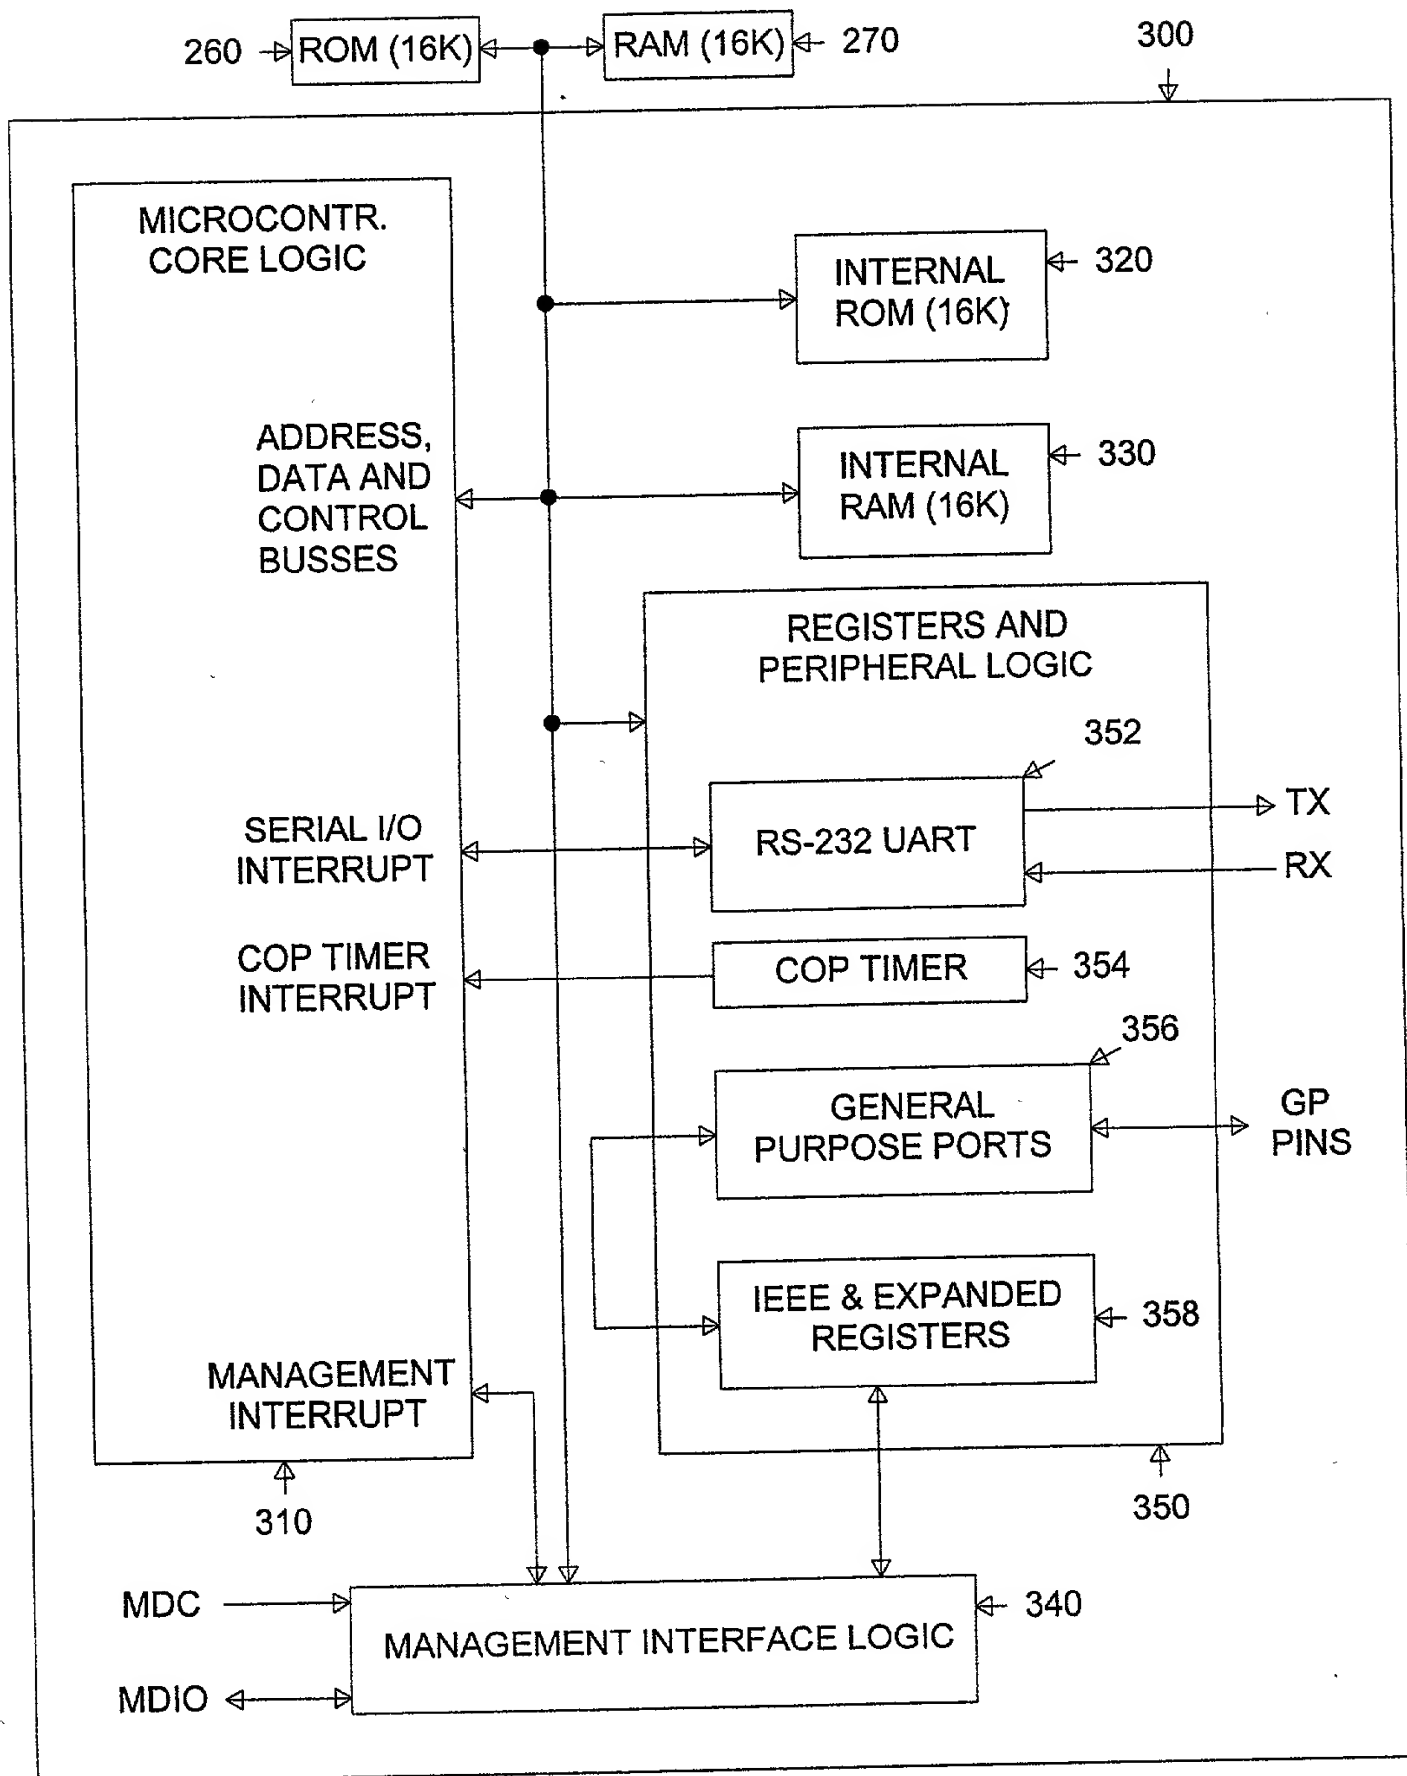 260
ROM (16K)
RAM (16K)
270
300
MICROCONTR.
CORE LOGIC
INTERNAL
ROM (16K)
320
ADDRESS,
DATA AND
CONTROL
BUSSES
INTERNAL
RAM (16K)
330
REGISTERS AND
PERIPHERAL LOGIC
352
SERIAL I/O
INTERRUPT
RS-232 UART
TX
RX
COP TIMER
INTERRUPT
COP TIMER
354
356
GENERAL
PURPOSE PORTS
GP
PINS
IEEE & EXPANDED
REGISTERS
358
MANAGEMENT
INTERRUPT
310
350
MDC
MDIO
MANAGEMENT INTERFACE LOGIC
340